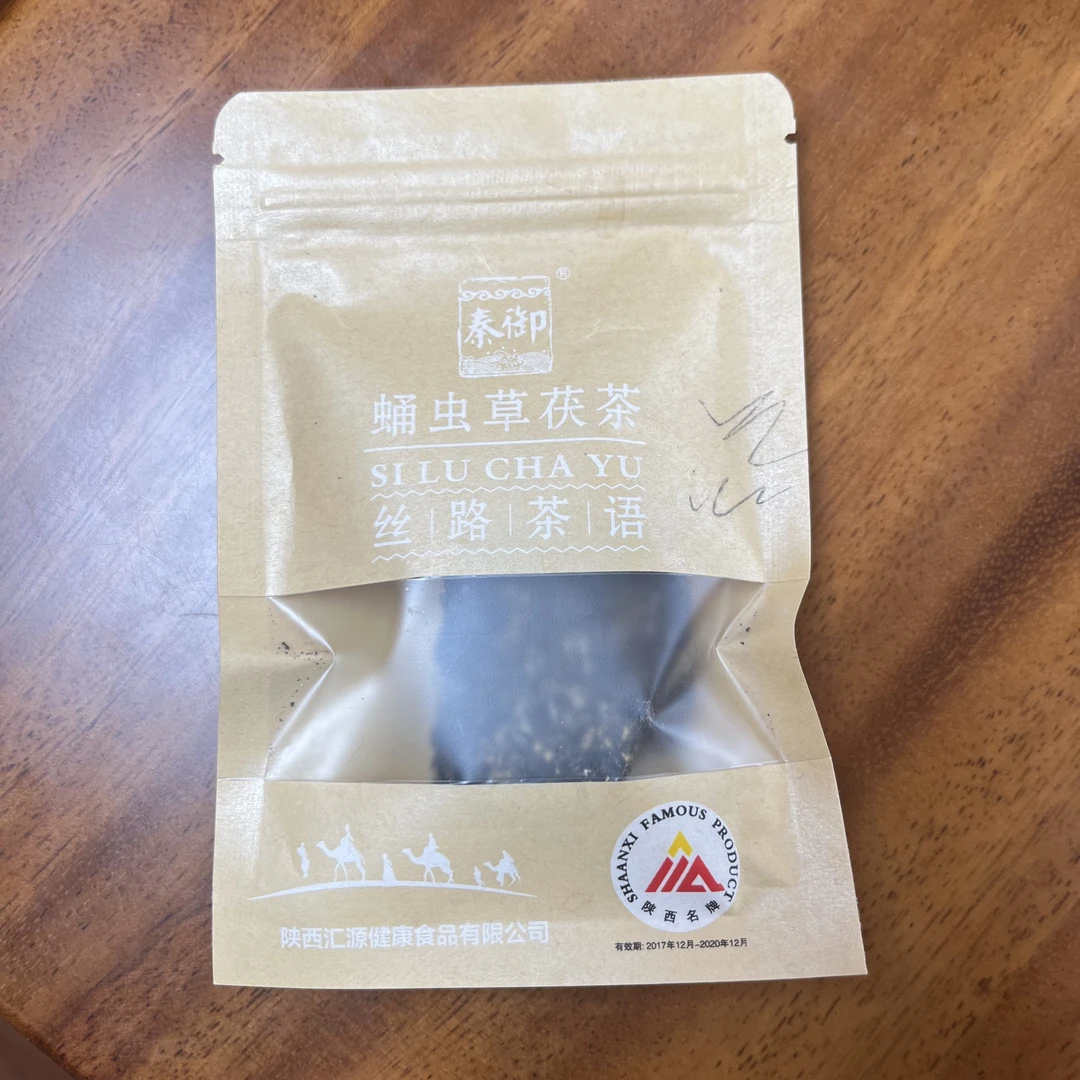 秦御®
蛹虫草茯茶
SI LU CHA YU
丝路茶语
SHAANXI FAMOUS PRODUCT
陕西名牌
陕西汇源健康食品有限公司
有效期: 2017年12月-2020年12月